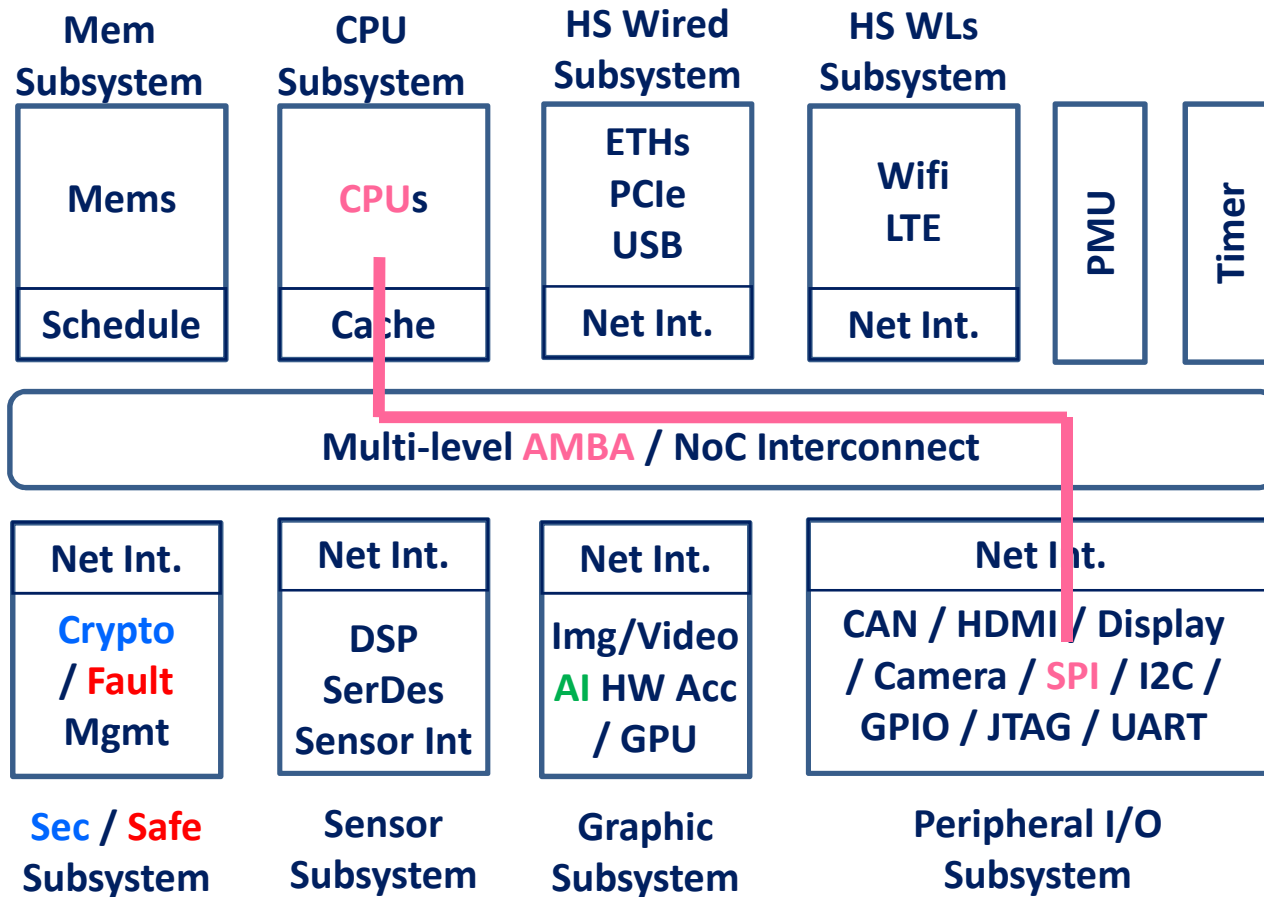 Mem
Subsystem
CPU
Subsystem
HS Wired
Subsystem
HS WLs
Subsystem
Mems
Schedule
CPUs
Cache
ETHs
PCIe
USB
Net Int.
Wifi
LTE
Net Int.
PMU
Timer
Multi-level AMBA / NoC Interconnect
Net Int.
Crypto
/ Fault
Mgmt
Net Int.
DSP
SerDes
Sensor Int
Net Int.
Img/Video
AI HW Acc
/ GPU
Net Int.
CAN / HDMI / Display
/ Camera / SPI / I2C /
GPIO / JTAG / UART
Sec / Safe
Subsystem
Sensor
Subsystem
Graphic
Subsystem
Peripheral I/O
Subsystem